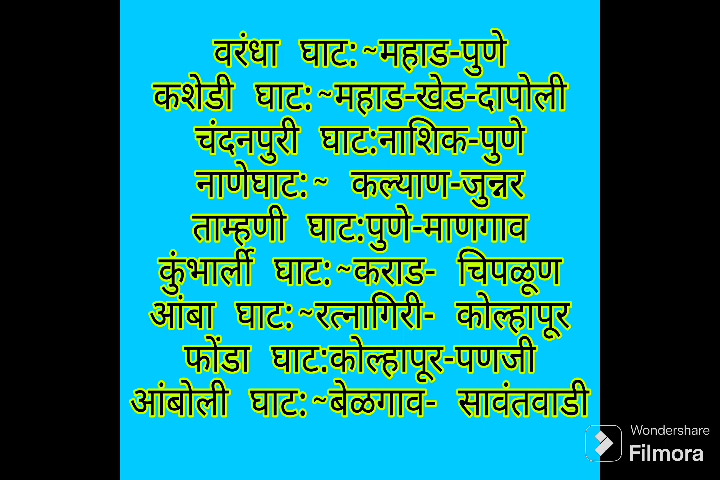 वरंधा घाट:~महाड-पुणे
कशेडी घाट:~महाड-खेड-दापोली
चंदनपुरी घाट:नाशिक-पुणे
नाणेघाट:~ कल्याण-जुन्नर
ताम्हणी घाट:पुणे-माणगाव
कुंभार्ली घाट:~कराड- चिपळूण
आंबा घाट:~रत्नागिरी- कोल्हापूर
फोंडा घाट:कोल्हापूर-पणजी
आंबोली घाट:~बेळगाव- सावंतवाडी
Wondershare
Filmora